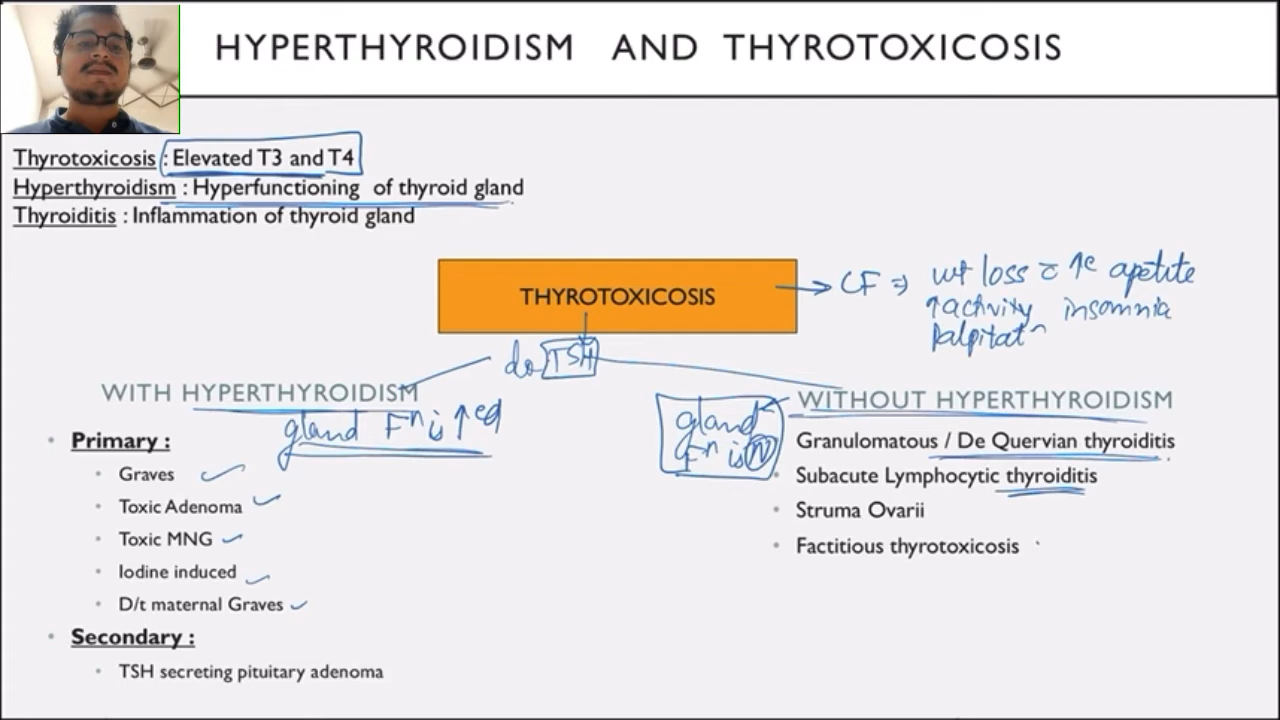 HYPERTHYROIDISM AND THYROTOXICOSIS
Thyrotoxicosis : Elevated T3 and T4
Hyperthyroidism : Hyperfunctioning of thyroid gland
Thyroiditis : Inflammation of thyroid gland
THYROTOXICOSIS
→ CF ⇒ wt loss c̄ ↑c apetite
↑activity insomnia
Palpitatⁿ
do TSH
WITH HYPERTHYROIDISM
gland Fⁿ is ↑ed
• Primary :
• Graves ✓
• Toxic Adenoma ✓
• Toxic MNG ✓
• Iodine induced ✓
• D/t maternal Graves ✓
• Secondary :
• TSH secreting pituitary adenoma
WITHOUT HYPERTHYROIDISM
gland
Fⁿ is Ⓝ
• Granulomatous / De Quervian thyroiditis
• Subacute Lymphocytic thyroiditis
• Struma Ovarii
• Factitious thyrotoxicosis